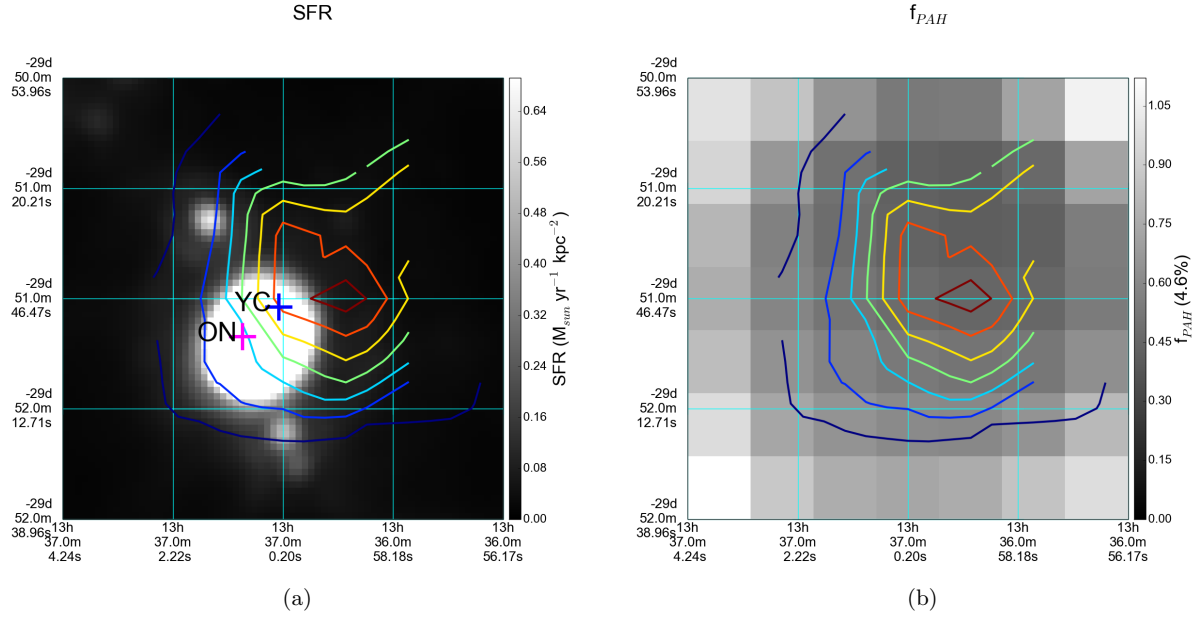 SFR
-29d
50.0m
53.96s
-29d
51.0m
20.21s
-29d
51.0m
46.47s
-29d
52.0m
12.71s
-29d
52.0m
38.96s
YC
ON
13h
37.0m
4.24s
13h
37.0m
2.22s
13h
37.0m
0.20s
13h
36.0m
58.18s
13h
36.0m
56.17s
0.64
0.56
0.48
0.40
0.32
0.24
0.16
0.08
0.00
SFR (M_sun yr^-1 kpc^-2)
(a)
f_PAH
-29d
50.0m
53.96s
-29d
51.0m
20.21s
-29d
51.0m
46.47s
-29d
52.0m
12.71s
-29d
52.0m
38.96s
13h
37.0m
4.24s
13h
37.0m
2.22s
13h
37.0m
0.20s
13h
36.0m
58.18s
13h
36.0m
56.17s
1.05
0.90
0.75
0.60
0.45
0.30
0.15
0.00
f_PAH (4.6%)
(b)